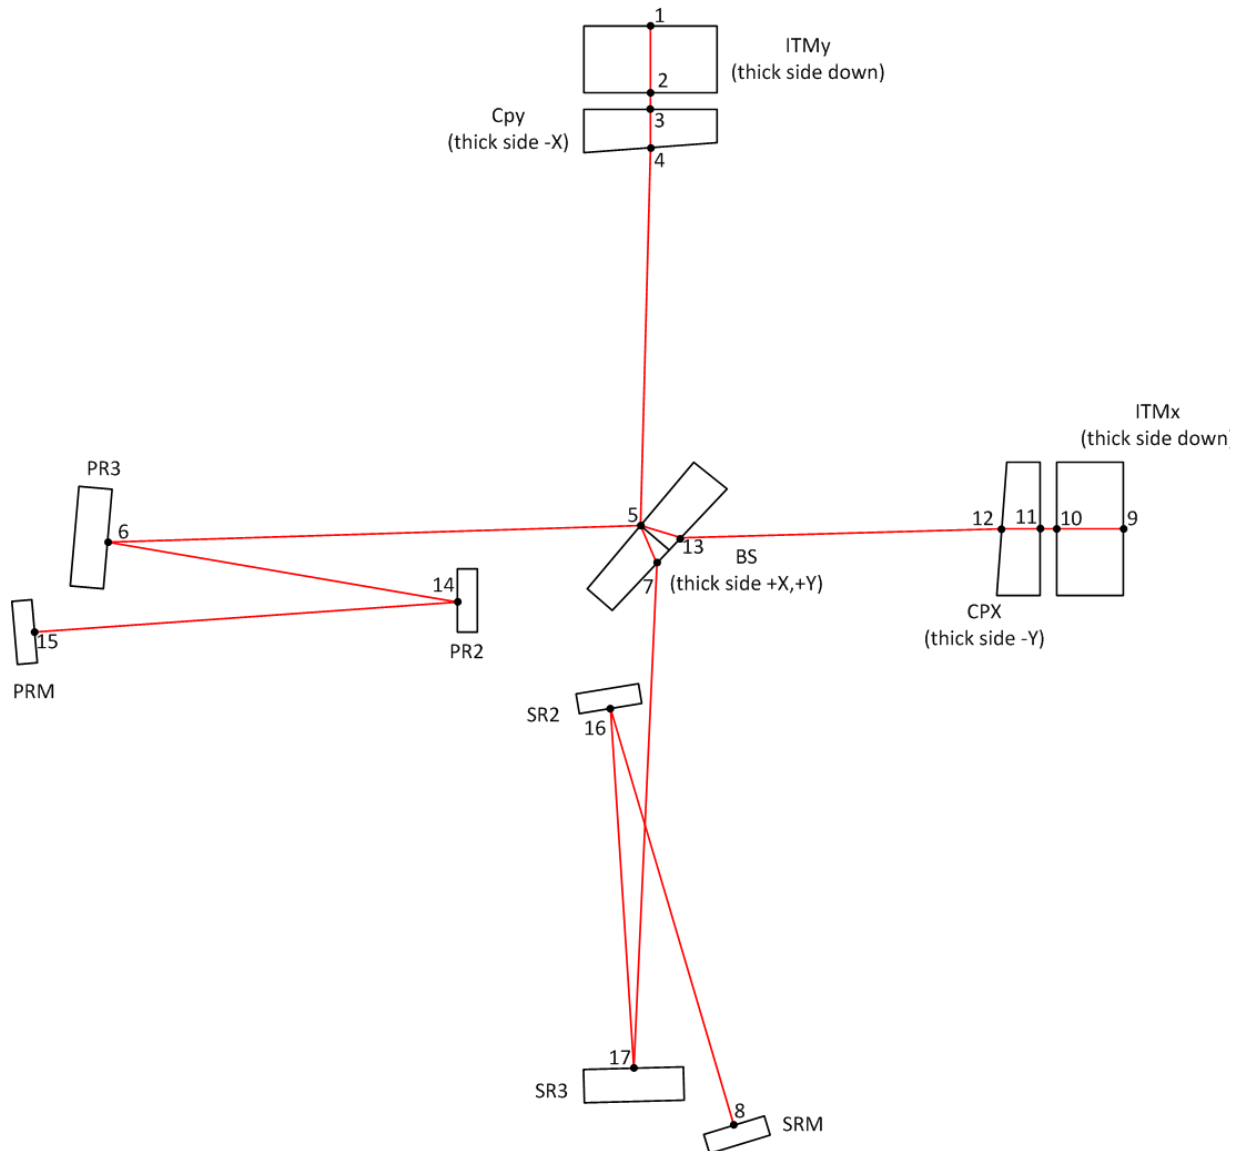 1
ITMy
(thick side down)
2
Cpy
(thick side -X)
3
4
ITMx
(thick side down)
PR3
6
5
12
11
10
9
13
BS
(thick side +X,+Y)
7
CPX
(thick side -Y)
14
15
PR2
PRM
SR2
16
17
SR3
8
SRM